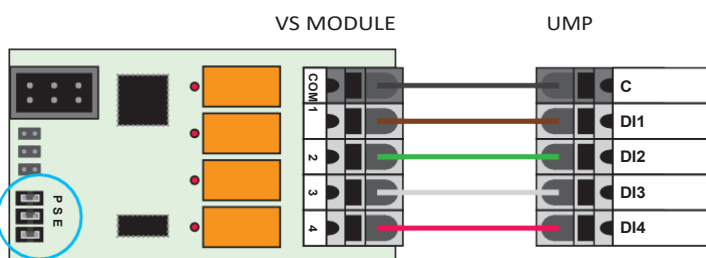 VS MODULE UMP
COM 1 C
DI1
2 DI2
3 DI3
4 DI4
P S E